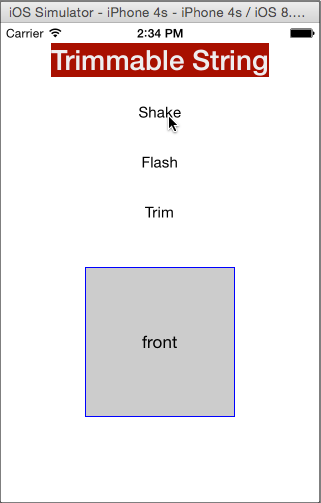 iOS Simulator - iPhone 4s - iPhone 4s / iOS 8....
Carrier 2:34 PM
Trimmable String
Shake
Flash
Trim
front